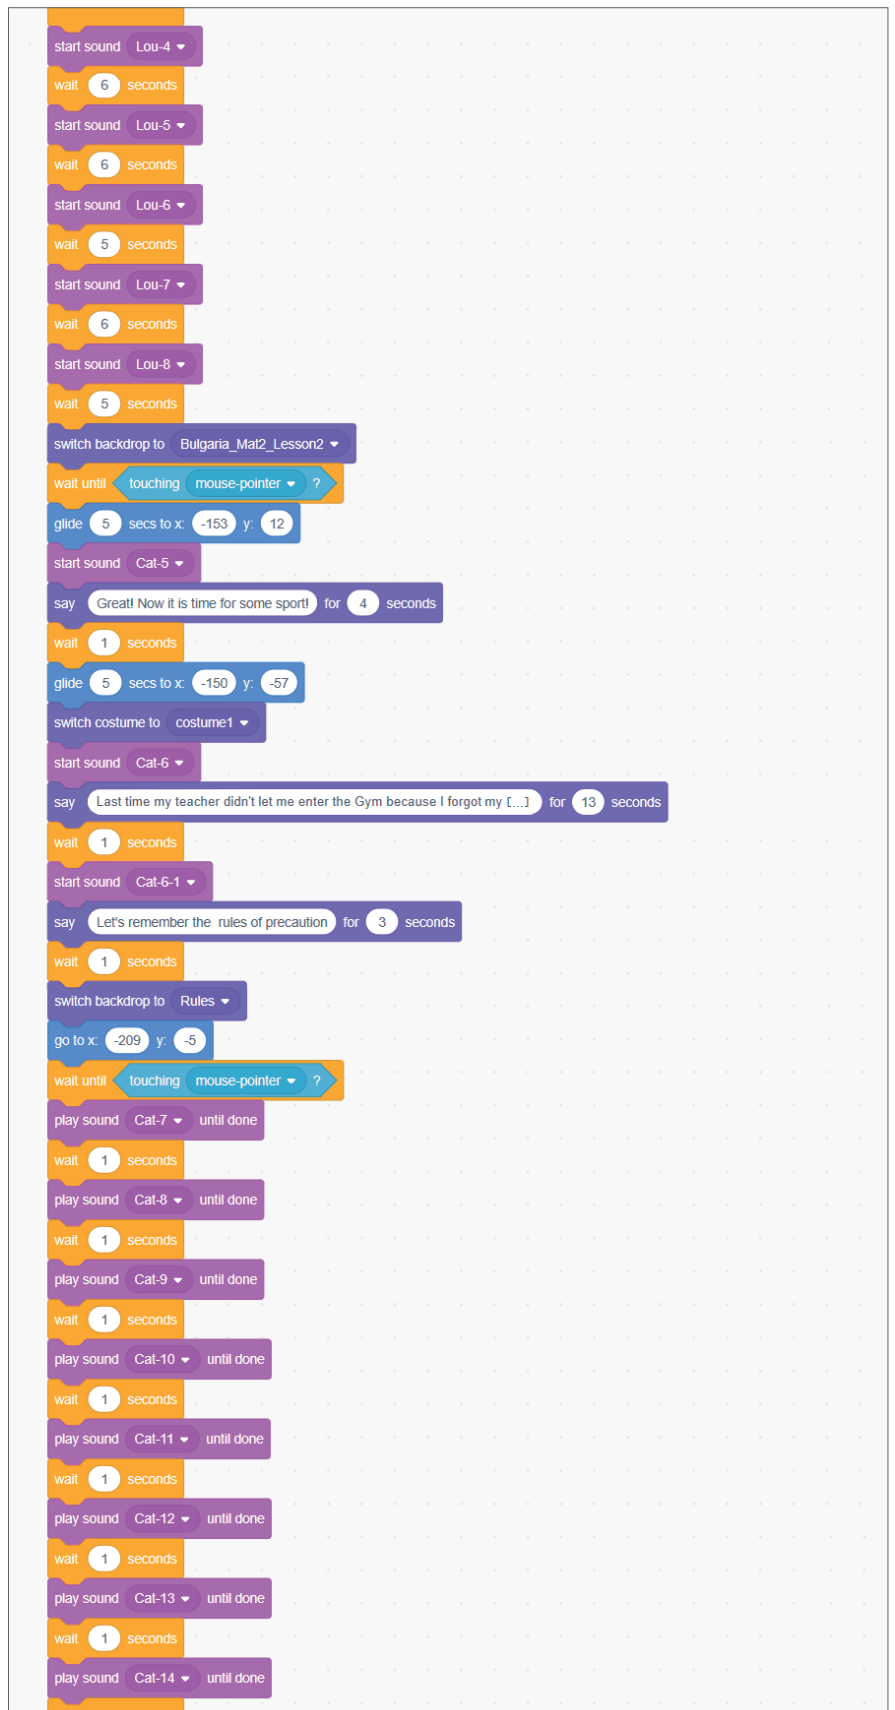 start sound Lou-4
wait 6 seconds
start sound Lou-5
wait 6 seconds
start sound Lou-6
wait 5 seconds
start sound Lou-7
wait 6 seconds
start sound Lou-8
wait 5 seconds
switch backdrop to Bulgaria_Mat2_Lesson2
wait until touching mouse-pointer ?
glide 5 secs to x: -153 y: 12
start sound Cat-5
say Great! Now it is time for some sport! for 4 seconds
wait 1 seconds
glide 5 secs to x: -150 y: -57
switch costume to costume1
start sound Cat-6
say Last time my teacher didn't let me enter the Gym because I forgot my [...] for 13 seconds
wait 1 seconds
start sound Cat-6-1
say Let's remember the rules of precaution for 3 seconds
wait 1 seconds
switch backdrop to Rules
go to x: -209 y: -5
wait until touching mouse-pointer ?
play sound Cat-7 until done
wait 1 seconds
play sound Cat-8 until done
wait 1 seconds
play sound Cat-9 until done
wait 1 seconds
play sound Cat-10 until done
wait 1 seconds
play sound Cat-11 until done
wait 1 seconds
play sound Cat-12 until done
wait 1 seconds
play sound Cat-13 until done
wait 1 seconds
play sound Cat-14 until done